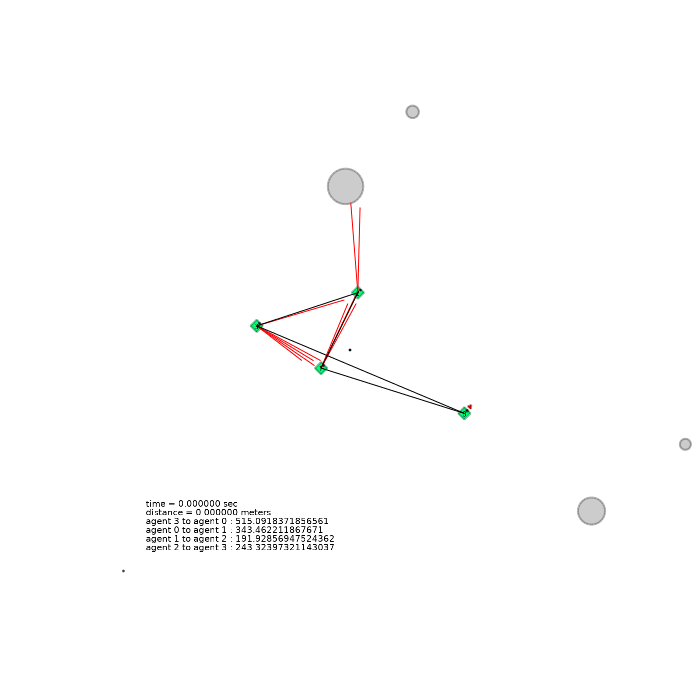 time = 0.000000 sec
distance = 0.000000 meters
agent 3 to agent 0 : 515.0918371856561
agent 0 to agent 1 : 343.462211867671
agent 1 to agent 2 : 191.92856947524362
agent 2 to agent 3 : 243.32397321143037